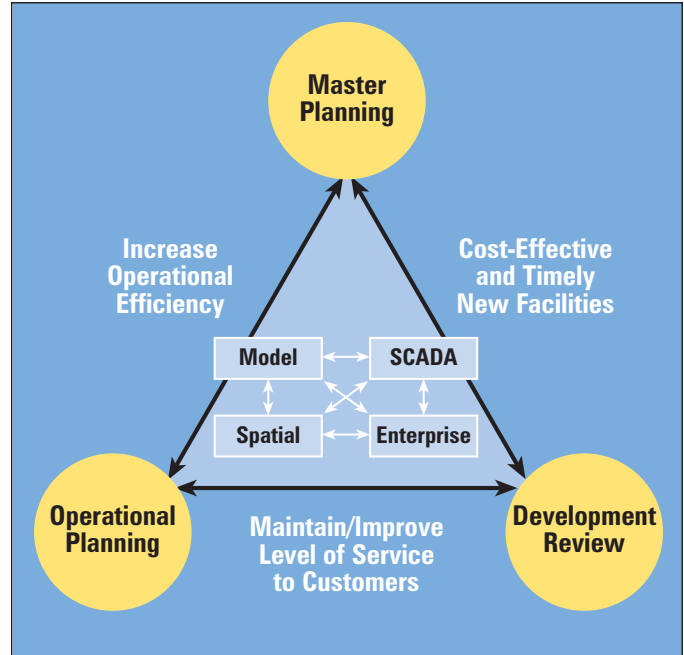 Master
Planning
Increase
Operational
Efficiency
Cost-Effective
and Timely
New Facilities
Model
SCADA
Spatial
Enterprise
Operational
Planning
Maintain/Improve
Level of Service
to Customers
Development
Review